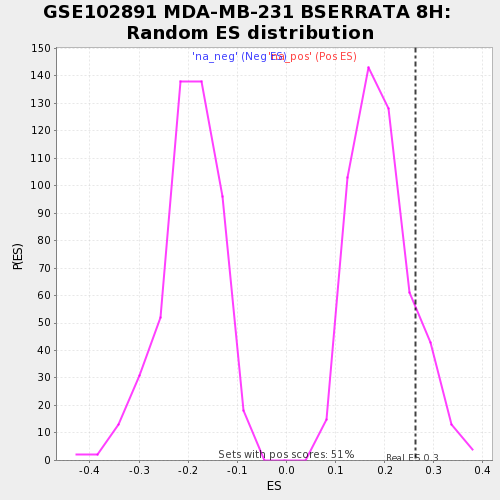 GSE102891 MDA-MB-231 BSERRATA 8H:
Random ES distribution
'na_neg' (Neg ES) 'na_pos' (Pos ES)
150
140
130
120
110
100
90
80
70
60
50
40
30
20
10
0
P(ES)
Sets with pos scores: 51%
Real ES 0.3
-0.4 -0.3 -0.2 -0.1 0.0 0.1 0.2 0.3 0.4
ES